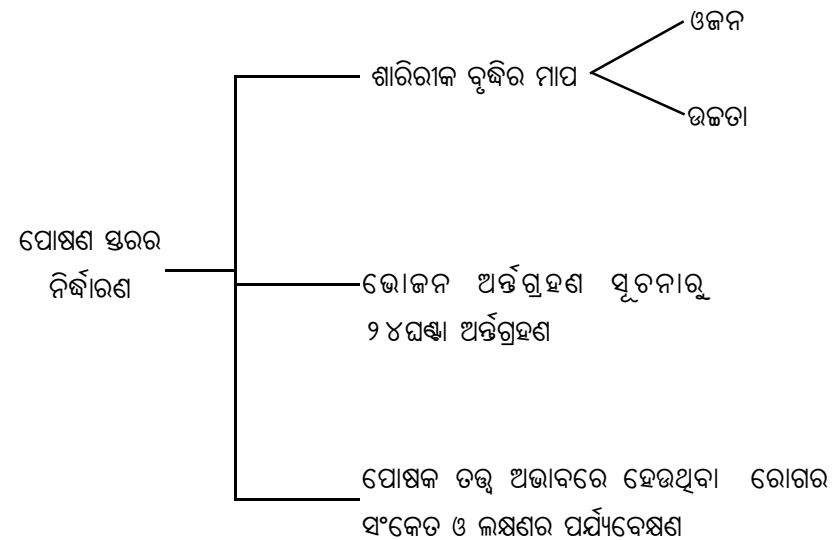 ଓଜନ
ଶାରିରୀକ ବୃଦ୍ଧିର ମାପ
ଉଚ୍ଚତା
ପୋଷଣ ସ୍ତରର
ନିର୍ଦ୍ଧାରଣ
ଭୋଜନ ଅର୍ନ୍ତଗ୍ରହଣ ସୂଚନାରୁ
୨୪ଘଣ୍ଟା ଅର୍ନ୍ତଗ୍ରହଣ
ପୋଷକ ତତ୍ତ୍ୱ ଅଭାବରେ ହେଉଥିବା ରୋଗର
ସଂକେତ ଓ ଲକ୍ଷଣର ପର୍ଯ୍ୟବେକ୍ଷଣ